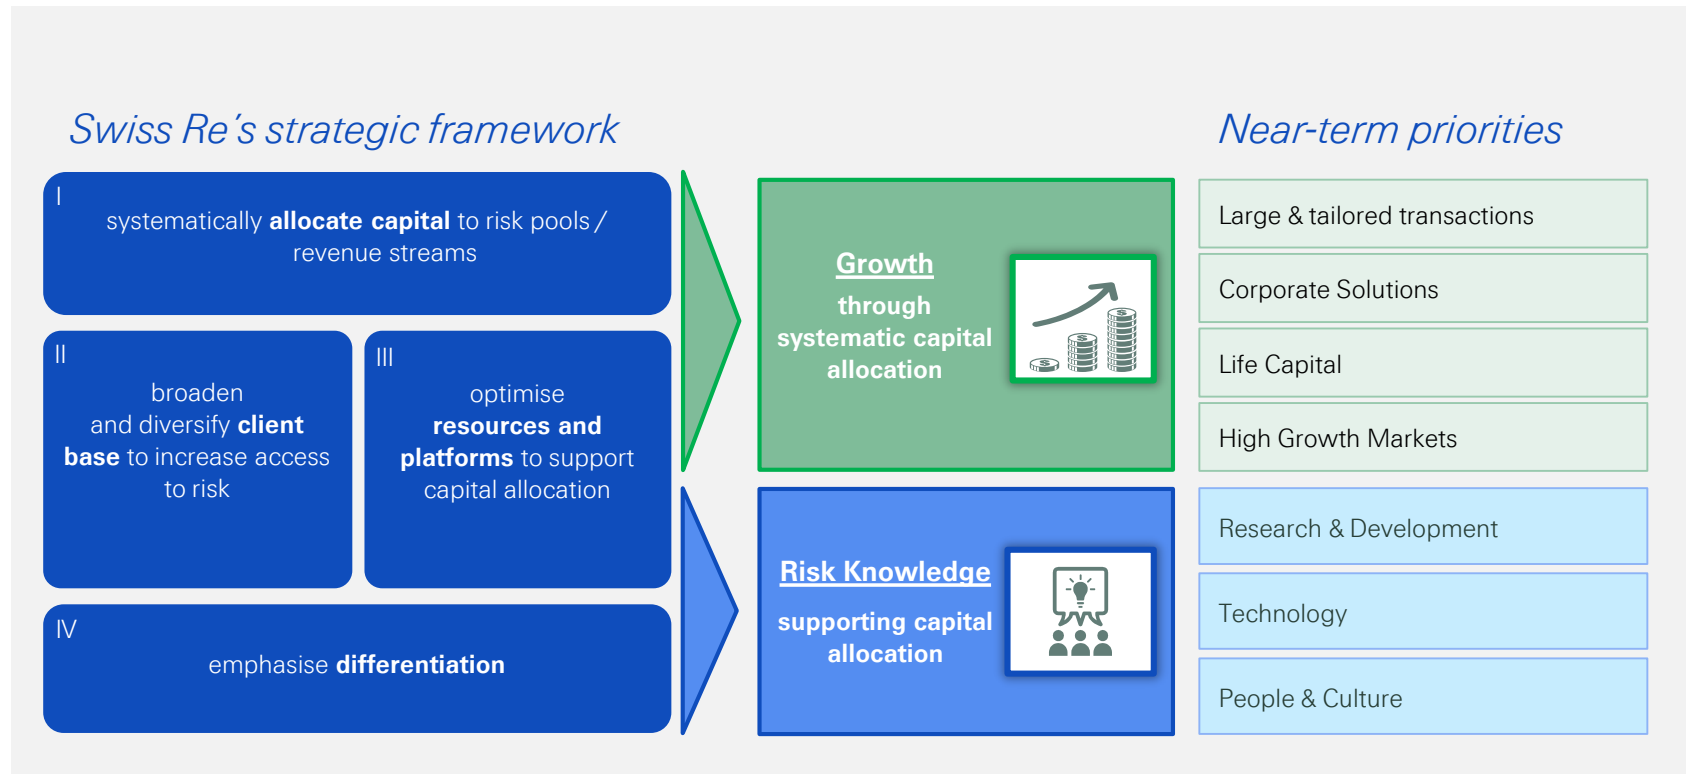 Swiss Re's strategic framework
I
systematically allocate capital to risk pools /
revenue streams
II
broaden
and diversify client
base to increase access
to risk
III
optimise
resources and
platforms to support
capital allocation
IV
emphasise differentiation
Growth
through
systematic capital
allocation
Risk Knowledge
supporting capital
allocation
Near-term priorities
Large & tailored transactions
Corporate Solutions
Life Capital
High Growth Markets
Research & Development
Technology
People & Culture